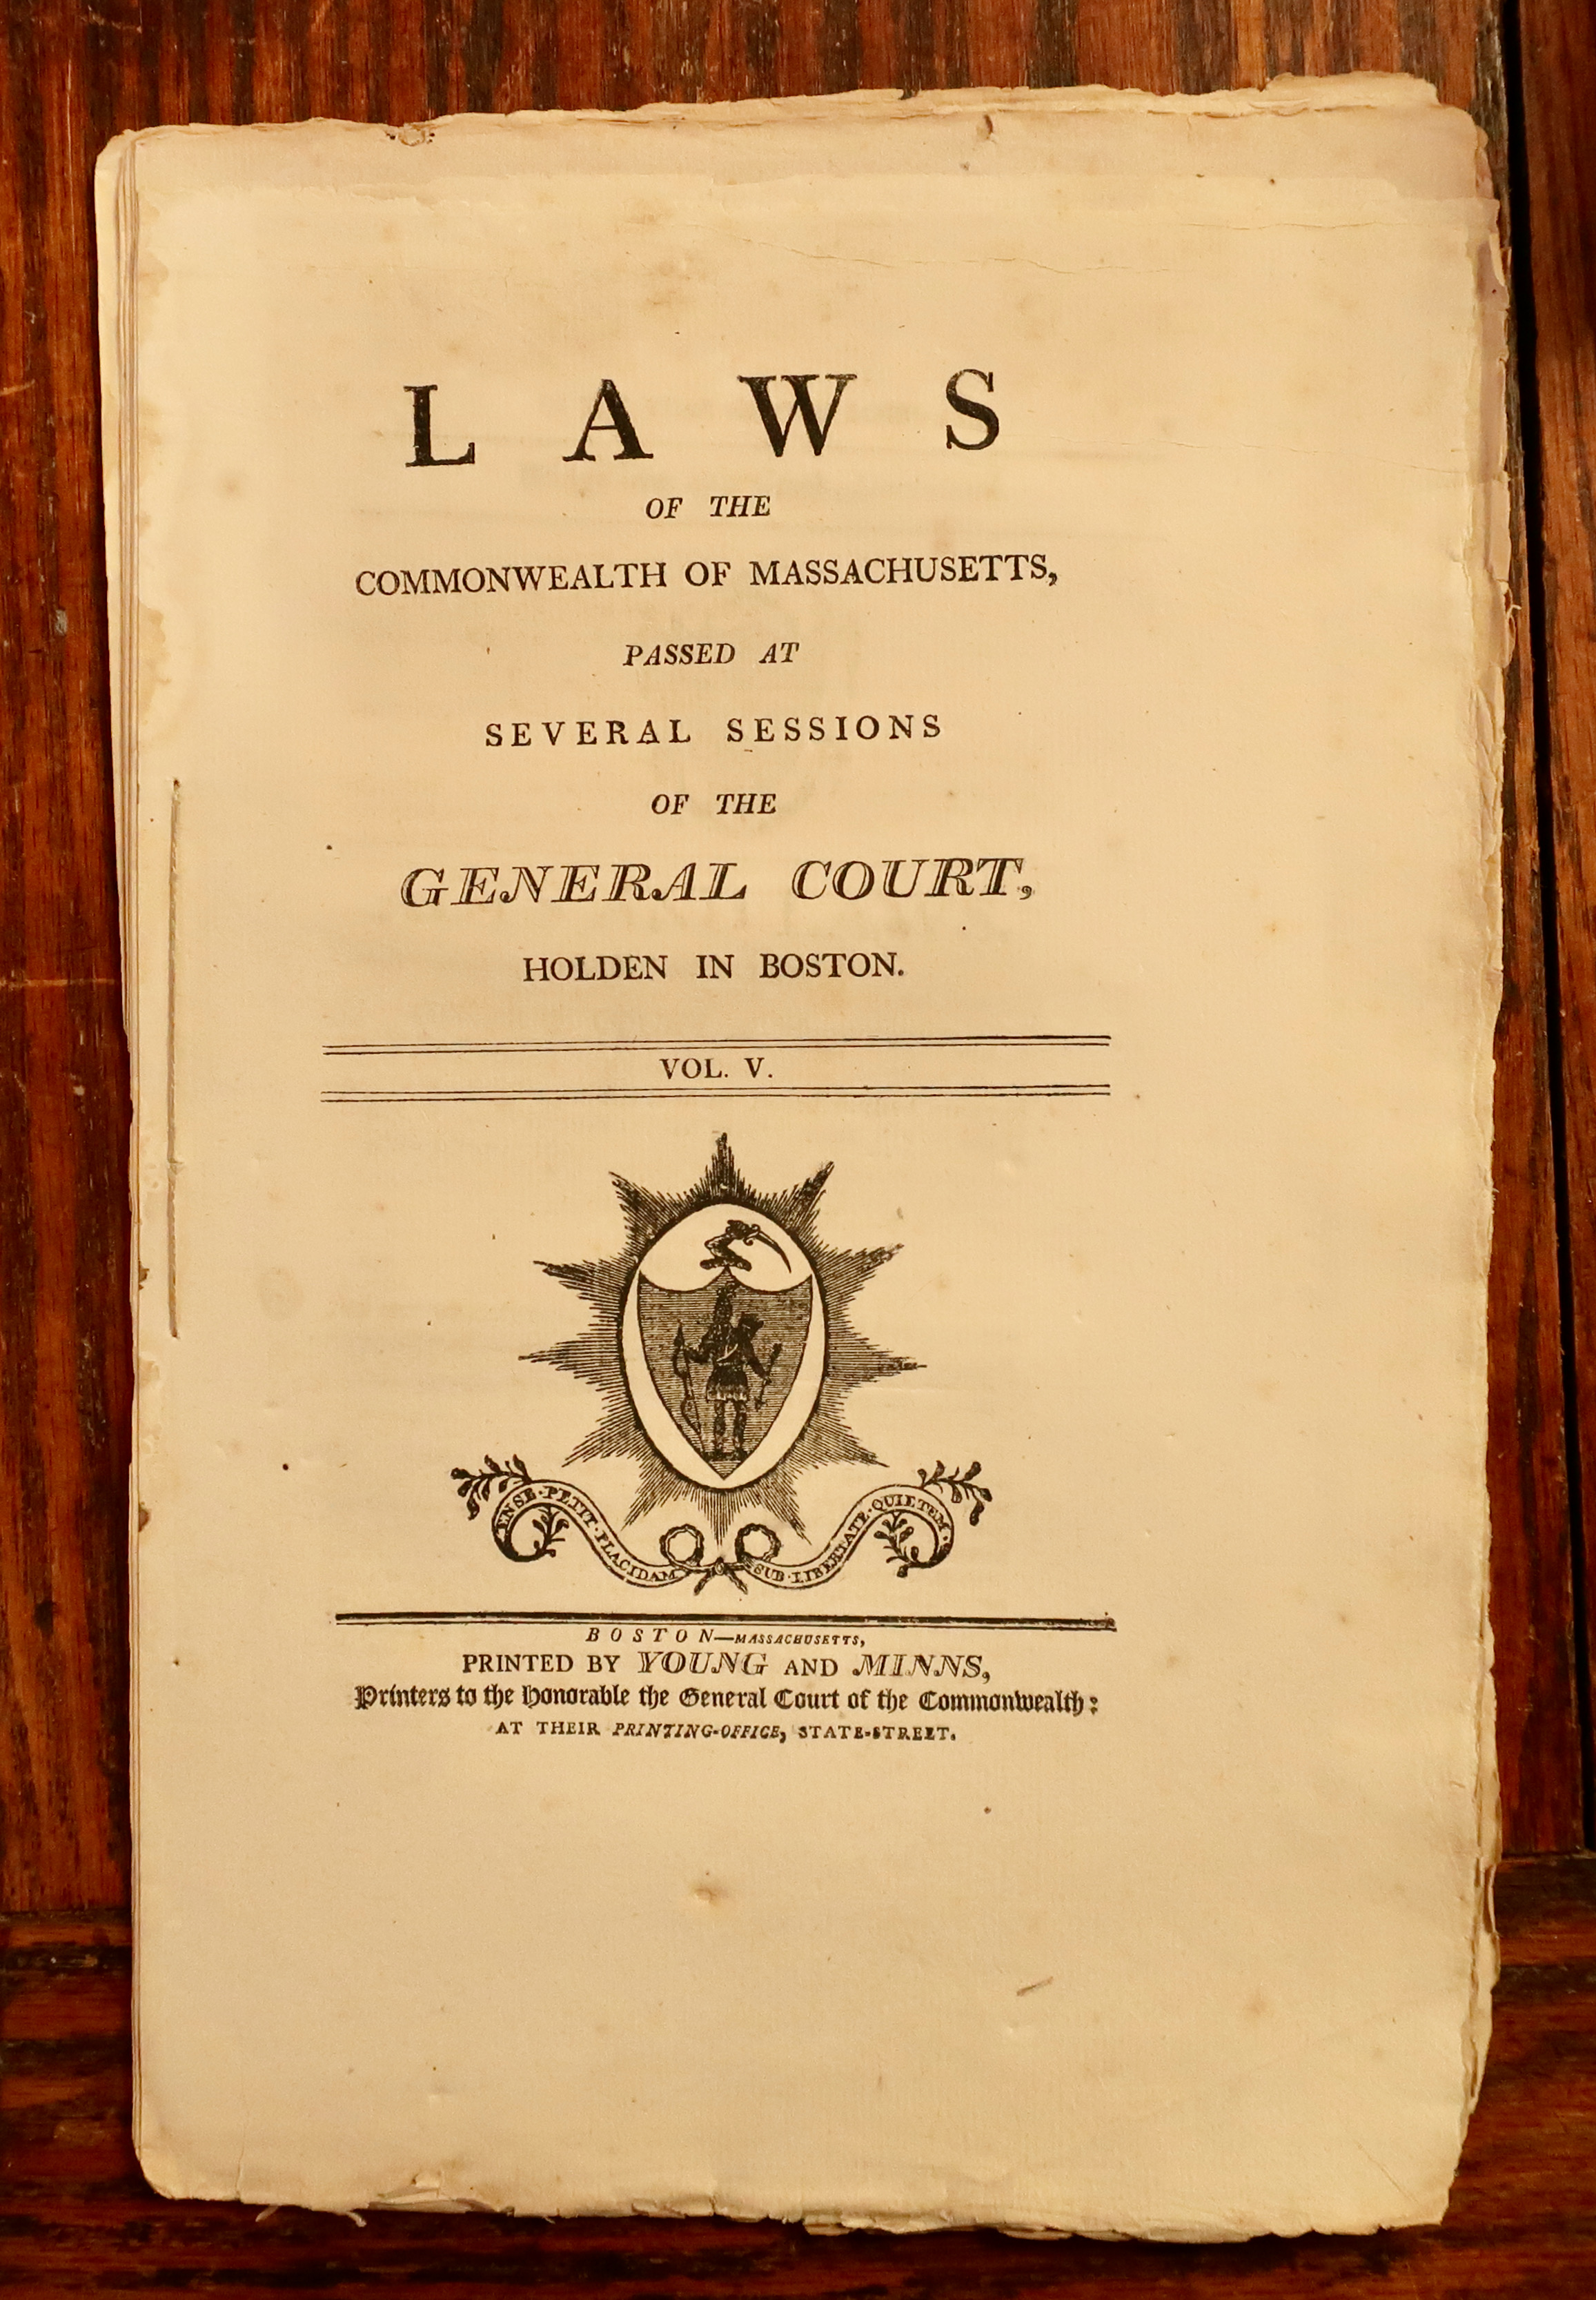 LAWS
OF THE
COMMONWEALTH OF MASSACHUSETTS,
PASSED AT
SEVERAL SESSIONS
OF THE
GENERAL COURT,
HOLDEN IN BOSTON.
VOL. V.
ENSE·PETIT·PLACIDAM
SUB·LIBERTATE·QUIETEM·
BOSTON—MASSACHUSETTS,
PRINTED BY YOUNG AND MINNS,
Printers to the Honorable the General Court of the Commonwealth:
AT THEIR PRINTING-OFFICE, STATE-STREET.